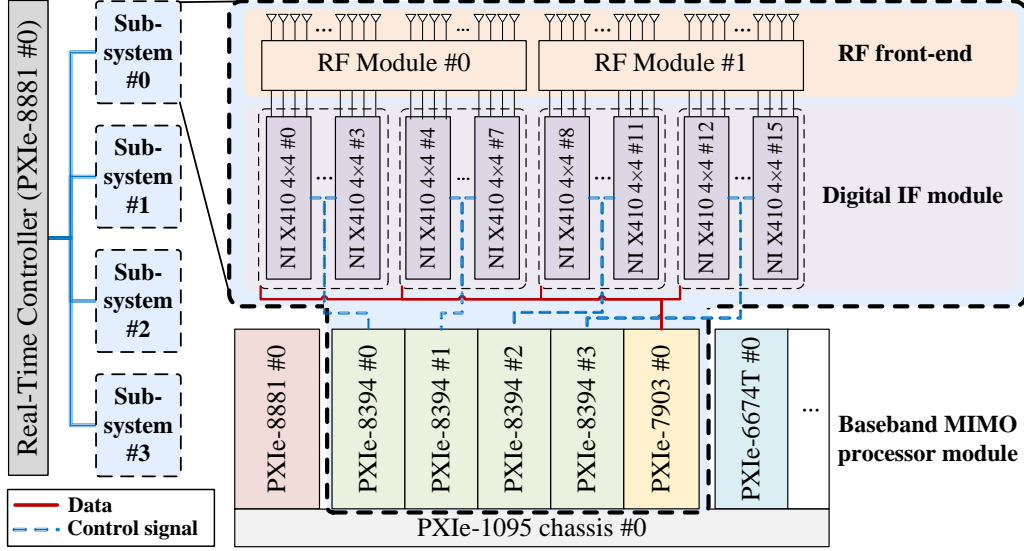 Real-Time Controller (PXIe-8881 #0)
Sub-
system
#0
Sub-
system
#1
Sub-
system
#2
Sub-
system
#3
... ... ... ...
RF Module #0
RF Module #1
RF front-end
NI X410 4×4 #0
...
NI X410 4×4 #3
NI X410 4×4 #4
...
NI X410 4×4 #7
NI X410 4×4 #8
...
NI X410 4×4 #11
NI X410 4×4 #12
...
NI X410 4×4 #15
Digital IF module
PXIe-8881 #0
PXIe-8394 #0
PXIe-8394 #1
PXIe-8394 #2
PXIe-8394 #3
PXIe-7903 #0
PXIe-6674T #0
...
Baseband MIMO
processor module
PXIe-1095 chassis #0
Data
Control signal